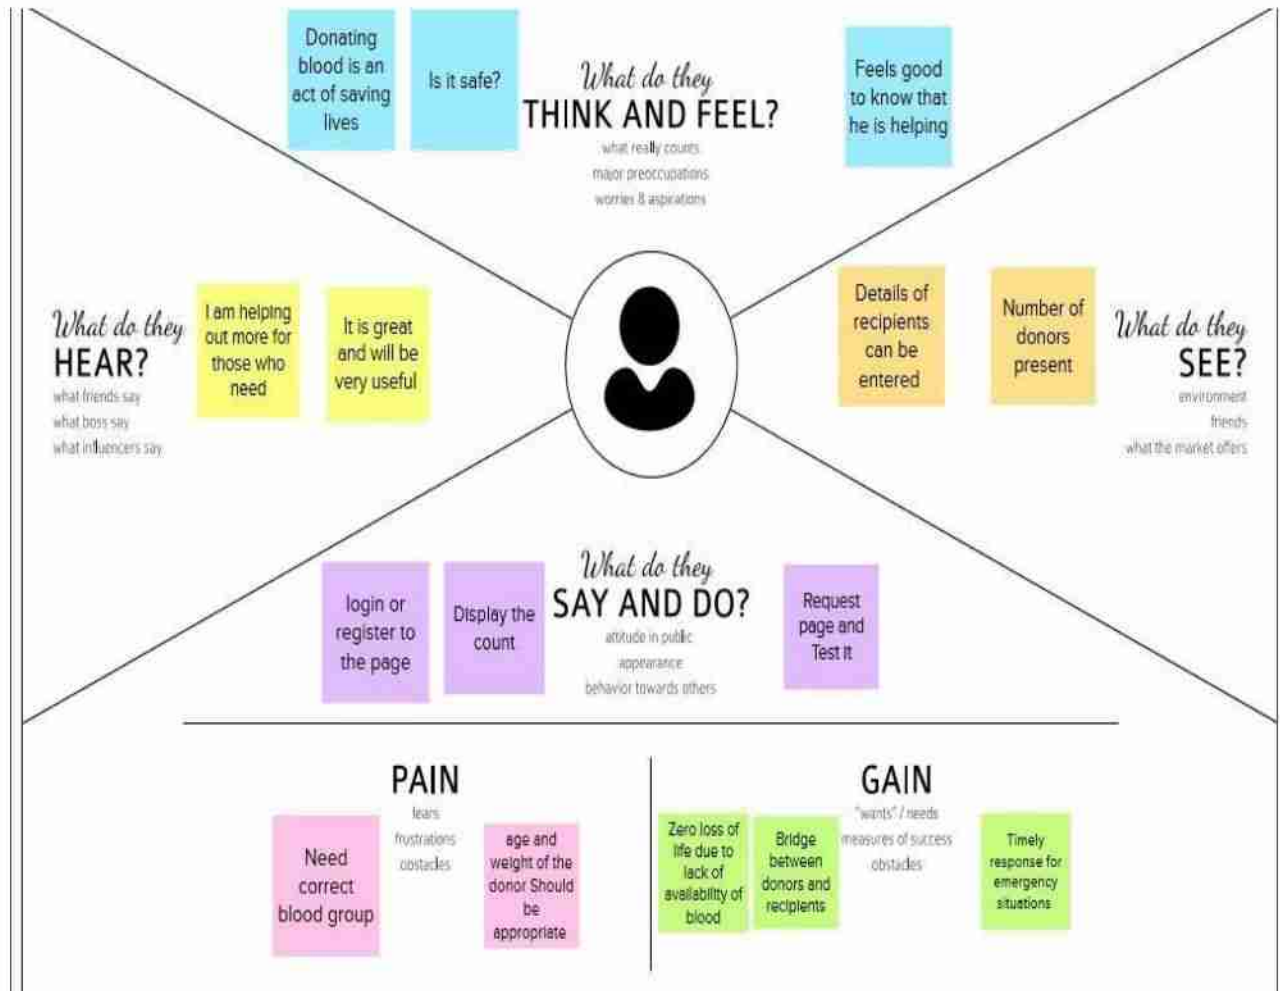 Donating
blood is an
act of saving
lives
Is it safe?
What do they
THINK AND FEEL?
what really counts
major preoccupations
worries & aspirations
Feels good
to know that
he is helping
What do they
HEAR?
what friends say
what boss say
what influencers say
I am helping
out more for
those who
need
It is great
and will be
very useful
Details of
recipients
can be
entered
Number of
donors
present
What do they
SEE?
environment
friends
what the market offers
login or
register to
the page
Display the
count
What do they
SAY AND DO?
attitude in public
appearance
behavior towards others
Request
page and
Test it
PAIN
fears
frustrations
obstacles
Need
correct
blood group
age and
weight of the
donor Should
be
appropriate
GAIN
"wants" / needs
measures of success
obstacles
Zero loss of
life due to
lack of
availability of
blood
Bridge
between
donors and
recipients
Timely
response for
emergency
situations